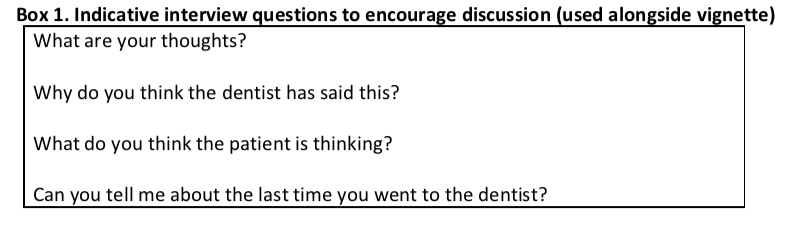 Box 1. Indicative interview questions to encourage discussion (used alongside vignette)
What are your thoughts?
Why do you think the dentist has said this?
What do you think the patient is thinking?
Can you tell me about the last time you went to the dentist?